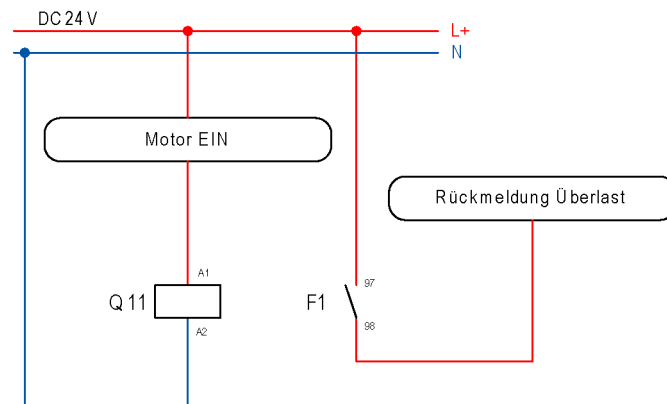 DC 24 V
L+
N
Motor EIN
Rückmeldung Überlast
A1
97
Q 11
F1
A2
98